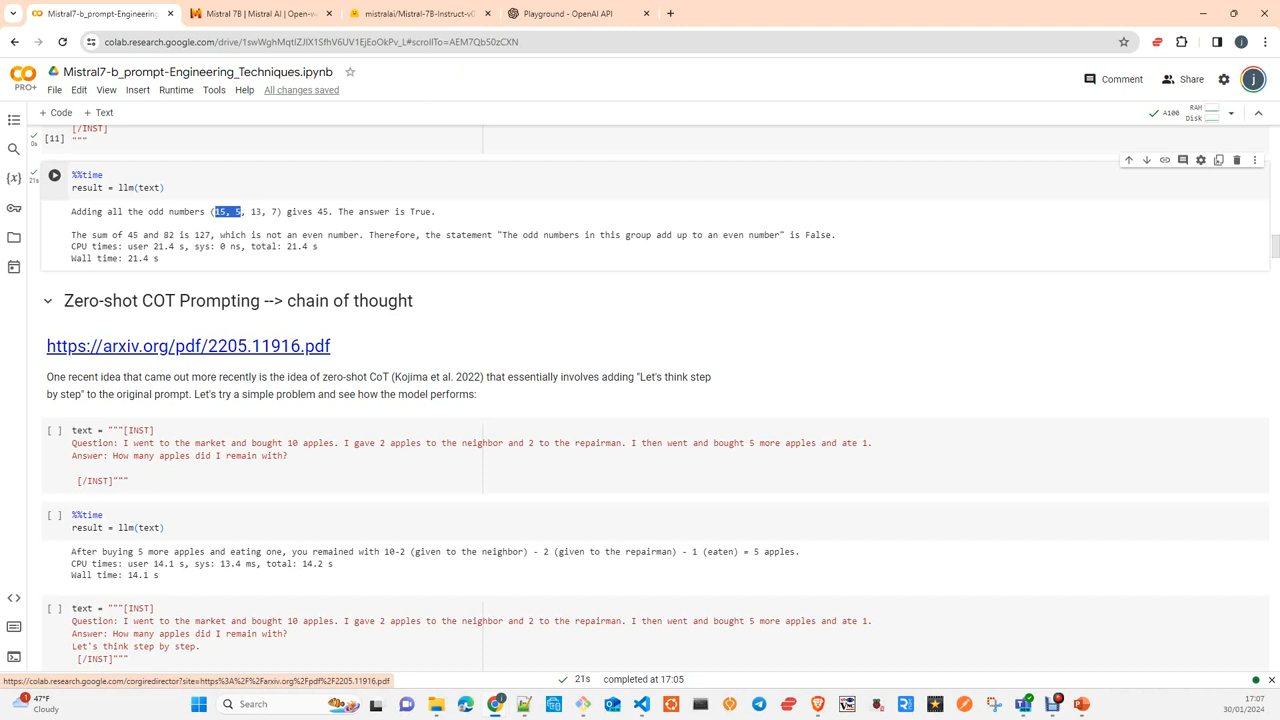 Mistral7-b_prompt-Engineering_
Mistral 7B | Mistral AI | Open-w
mistralai/Mistral-7B-Instruct-v0
Playground - OpenAI API
colab.research.google.com/drive/1swWghMqtIZJIX1SfhV6UV1EjEoOkPv_L#scrollTo=AEM7Qb50zCXN
PRO+
Mistral7-b_prompt-Engineering_Techniques.ipynb
File Edit View Insert Runtime Tools Help All changes saved
Comment
Share
j
+ Code + Text
A100
RAM
Disk
[/INST]
[11] """
0s
21s
%%time
result = llm(text)
Adding all the odd numbers (15, 5, 13, 7) gives 45. The answer is True.
The sum of 45 and 82 is 127, which is not an even number. Therefore, the statement "The odd numbers in this group add up to an even number" is False.
CPU times: user 21.4 s, sys: 0 ns, total: 21.4 s
Wall time: 21.4 s
Zero-shot COT Prompting --> chain of thought
https://arxiv.org/pdf/2205.11916.pdf
One recent idea that came out more recently is the idea of zero-shot CoT (Kojima et al. 2022) that essentially involves adding "Let's think step
by step" to the original prompt. Let's try a simple problem and see how the model performs:
[ ] text = """[INST]
Question: I went to the market and bought 10 apples. I gave 2 apples to the neighbor and 2 to the repairman. I then went and bought 5 more apples and ate 1.
Answer: How many apples did I remain with?
[/INST]"""
[ ] %%time
result = llm(text)
After buying 5 more apples and eating one, you remained with 10-2 (given to the neighbor) - 2 (given to the repairman) - 1 (eaten) = 5 apples.
CPU times: user 14.1 s, sys: 13.4 ms, total: 14.2 s
Wall time: 14.1 s
[ ] text = """[INST]
Question: I went to the market and bought 10 apples. I gave 2 apples to the neighbor and 2 to the repairman. I then went and bought 5 more apples and ate 1.
Answer: How many apples did I remain with?
Let's think step by step.
[/INST]"""
https://colab.research.google.com/corgiredirector?site=https%3A%2F%2Farxiv.org%2Fpdf%2F2205.11916.pdf
21s completed at 17:05
47°F
Cloudy
Search
17:07
30/01/2024